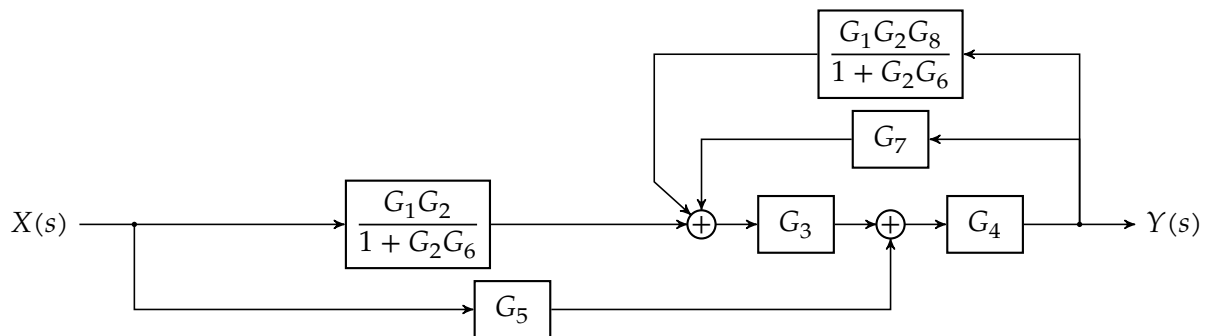 G₁G₂G₈
1 + G₂G₆
G₇
X(s)
G₁G₂
1 + G₂G₆
+
G₃
+
G₄
Y(s)
G₅